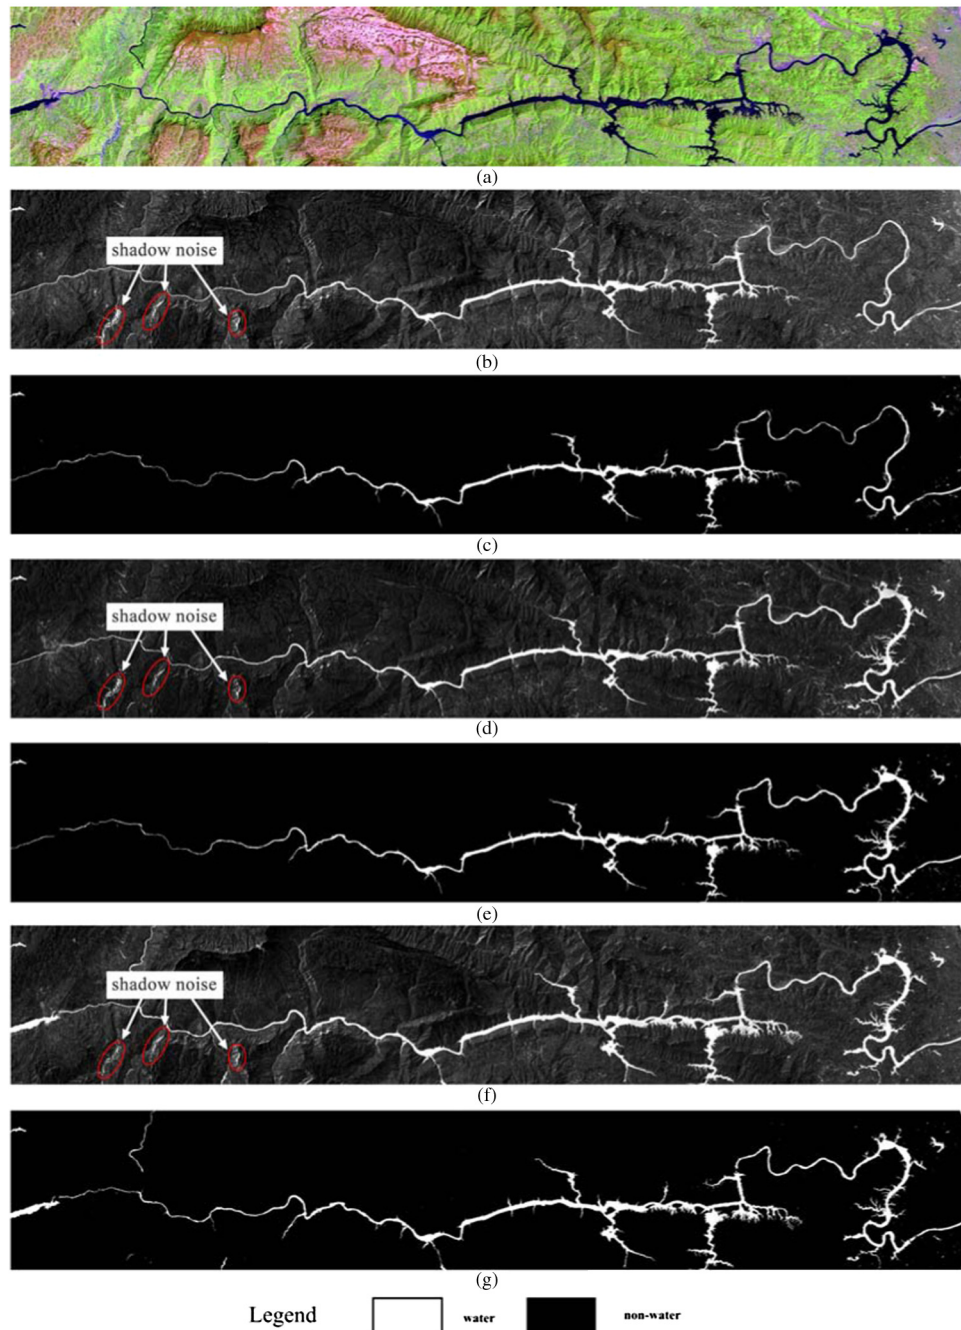 (a)
shadow noise
(b)
(c)
shadow noise
(d)
(e)
shadow noise
(f)
(g)
Legend water non-water